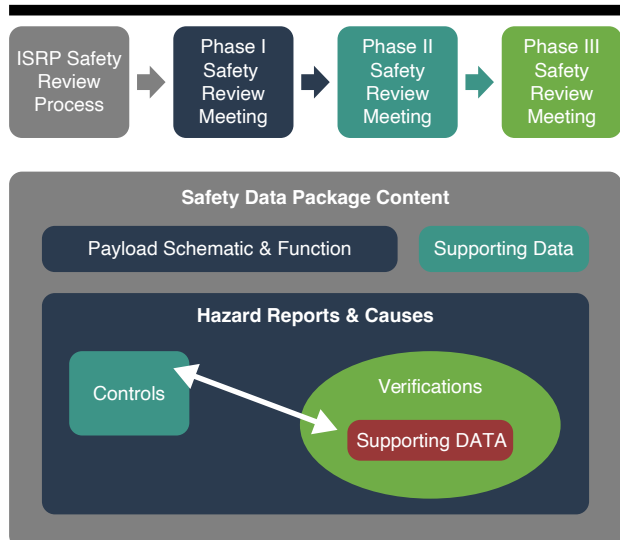 ISRP Safety
Review
Process
Phase I
Safety
Review
Meeting
Phase II
Safety
Review
Meeting
Phase III
Safety
Review
Meeting
Safety Data Package Content
Payload Schematic & Function
Supporting Data
Hazard Reports & Causes
Controls
Verifications
Supporting DATA